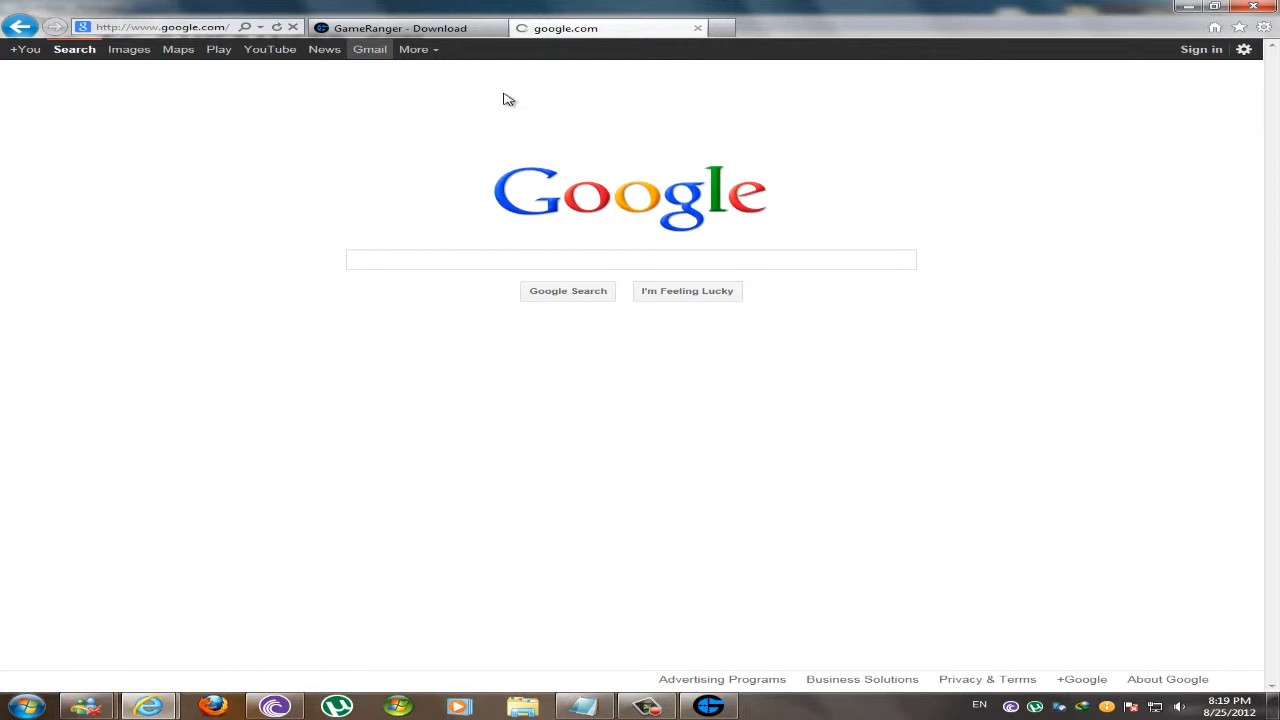 http://www.google.com/
GameRanger - Download
google.com
+You Search Images Maps Play YouTube News Gmail More
Sign in
Google
Google Search I'm Feeling Lucky
Advertising Programs Business Solutions Privacy & Terms +Google About Google
EN
8:19 PM
8/25/2012